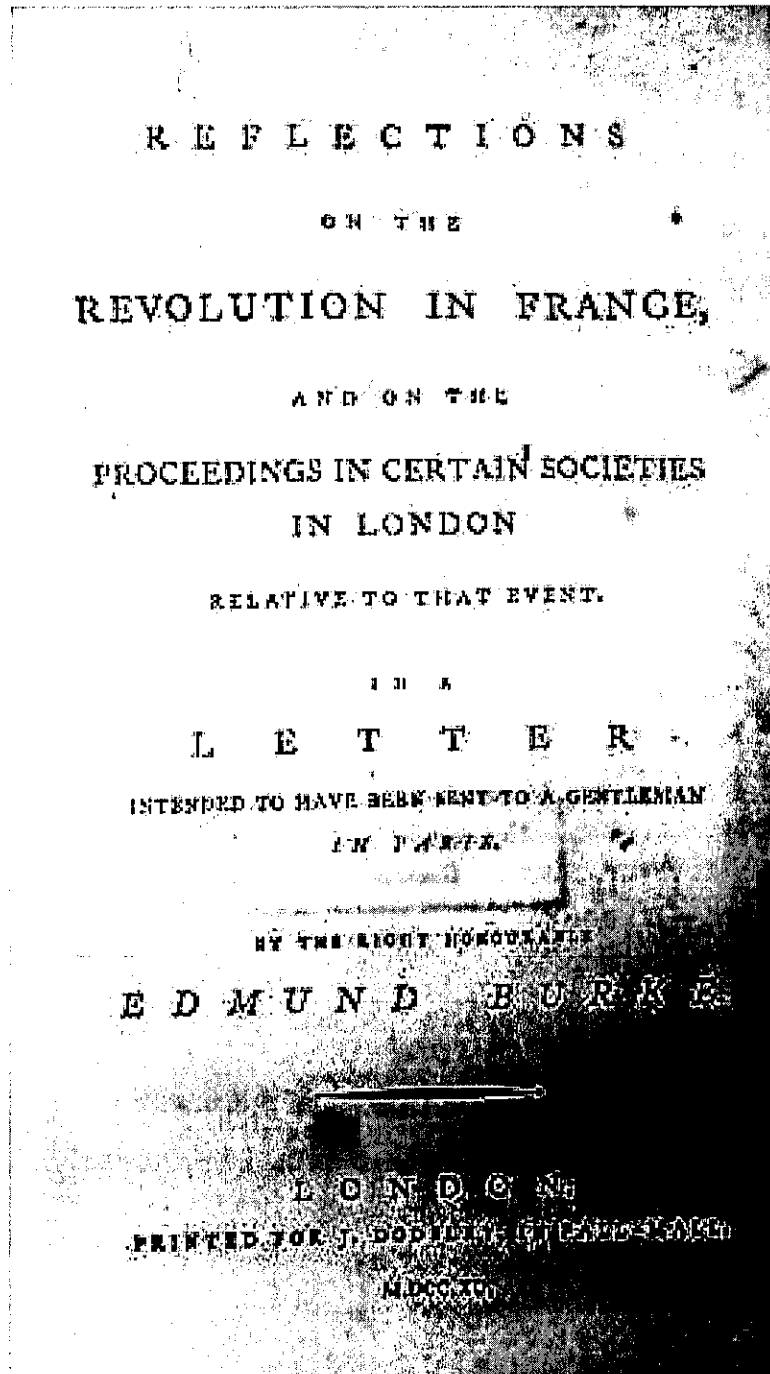 REFLECTIONS
ON THE
REVOLUTION IN FRANCE,
AND ON THE
PROCEEDINGS IN CERTAIN SOCIETIES
IN LONDON
RELATIVE TO THAT EVENT.
IN A
LETTER
INTENDED TO HAVE BEEN SENT TO A GENTLEMAN
IN PARIS.
BY THE RIGHT HONOURABLE
EDMUND BURKE.
LONDON:
PRINTED FOR J. DODSLEY, IN PALL-MALL.
M.DCC.XC.